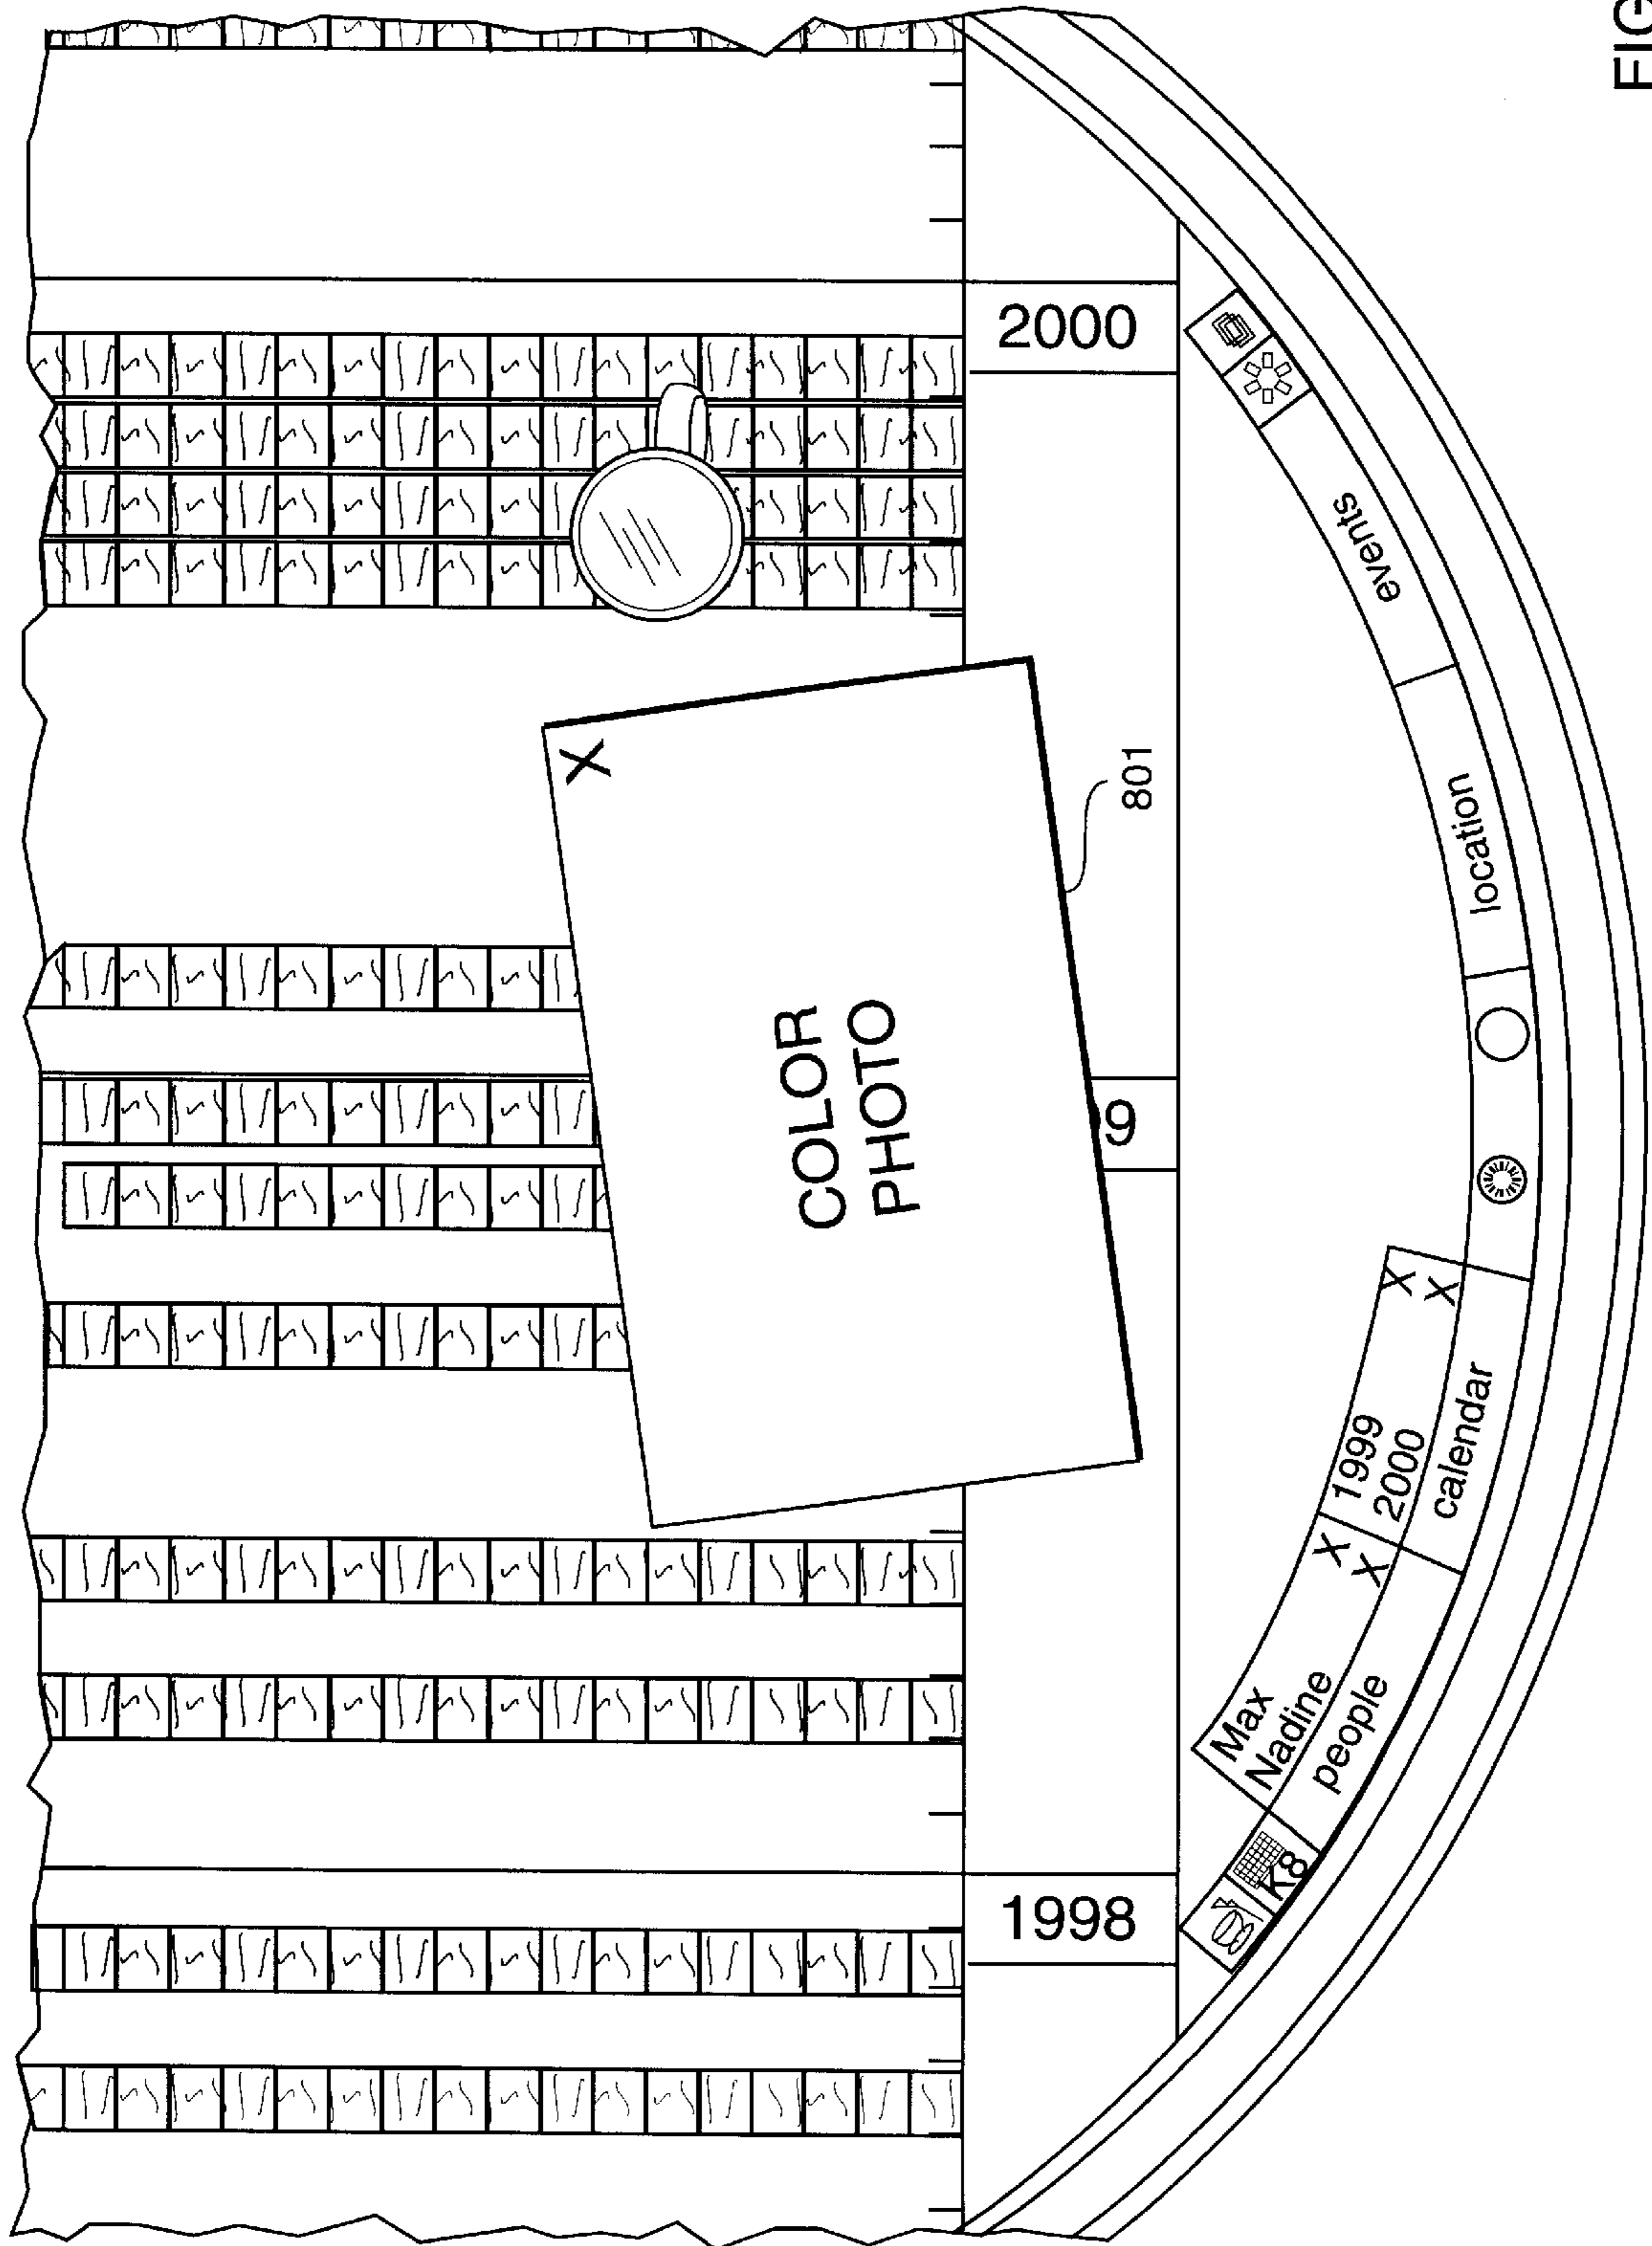 FIG
1998
9
2000
COLOR
PHOTO
X
801
K8
people
Max X
Nadine X
calendar
1999 X
2000 X
location
events